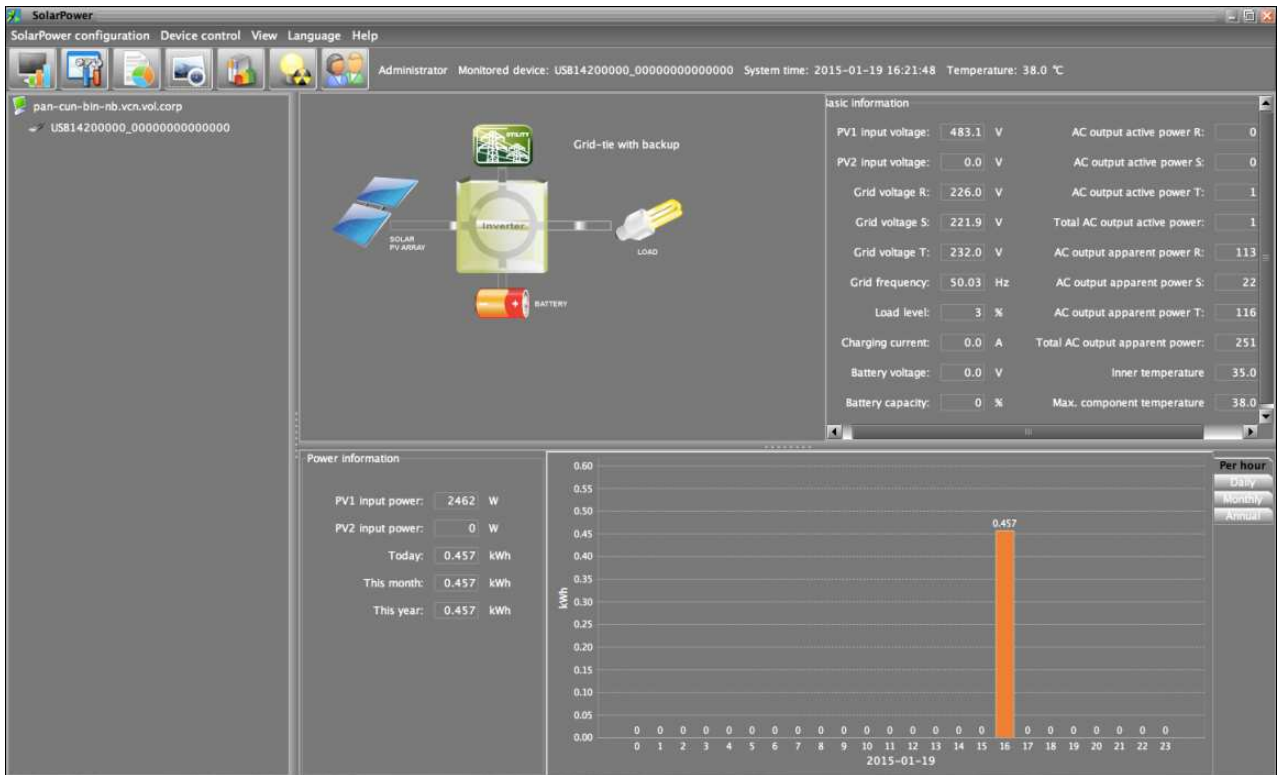 SolarPower
SolarPower configuration Device control View Language Help
Administrator Monitored device: USB14200000_00000000000000 System time: 2015-01-19 16:21:48 Temperature: 38.0 ℃
pan-cun-bin-nb.vcn.vol.corp
USB14200000_00000000000000
UTILITY
Grid-tie with backup
SOLAR
PV ARRAY
Inverter
LOAD
BATTERY
Basic information
PV1 input voltage: 483.1 V AC output active power R: 0
PV2 input voltage: 0.0 V AC output active power S: 0
Grid voltage R: 226.0 V AC output active power T: 1
Grid voltage S: 221.9 V Total AC output active power: 1
Grid voltage T: 232.0 V AC output apparent power R: 113
Grid frequency: 50.03 Hz AC output apparent power S: 22
Load level: 3 % AC output apparent power T: 116
Charging current: 0.0 A Total AC output apparent power: 251
Battery voltage: 0.0 V Inner temperature 35.0
Battery capacity: 0 % Max. component temperature 38.0
Power information
PV1 input power: 2462 W
PV2 input power: 0 W
Today: 0.457 kWh
This month: 0.457 kWh
This year: 0.457 kWh
Per hour
Daily
Monthly
Annual
kWh
0.60
0.55
0.50
0.45
0.40
0.35
0.30
0.25
0.20
0.15
0.10
0.05
0.00
0.457
0 0 0 0 0 0 0 0 0 0 0 0 0 0 0 0 0 0 0 0 0 0 0
0 1 2 3 4 5 6 7 8 9 10 11 12 13 14 15 16 17 18 19 20 21 22 23
2015-01-19